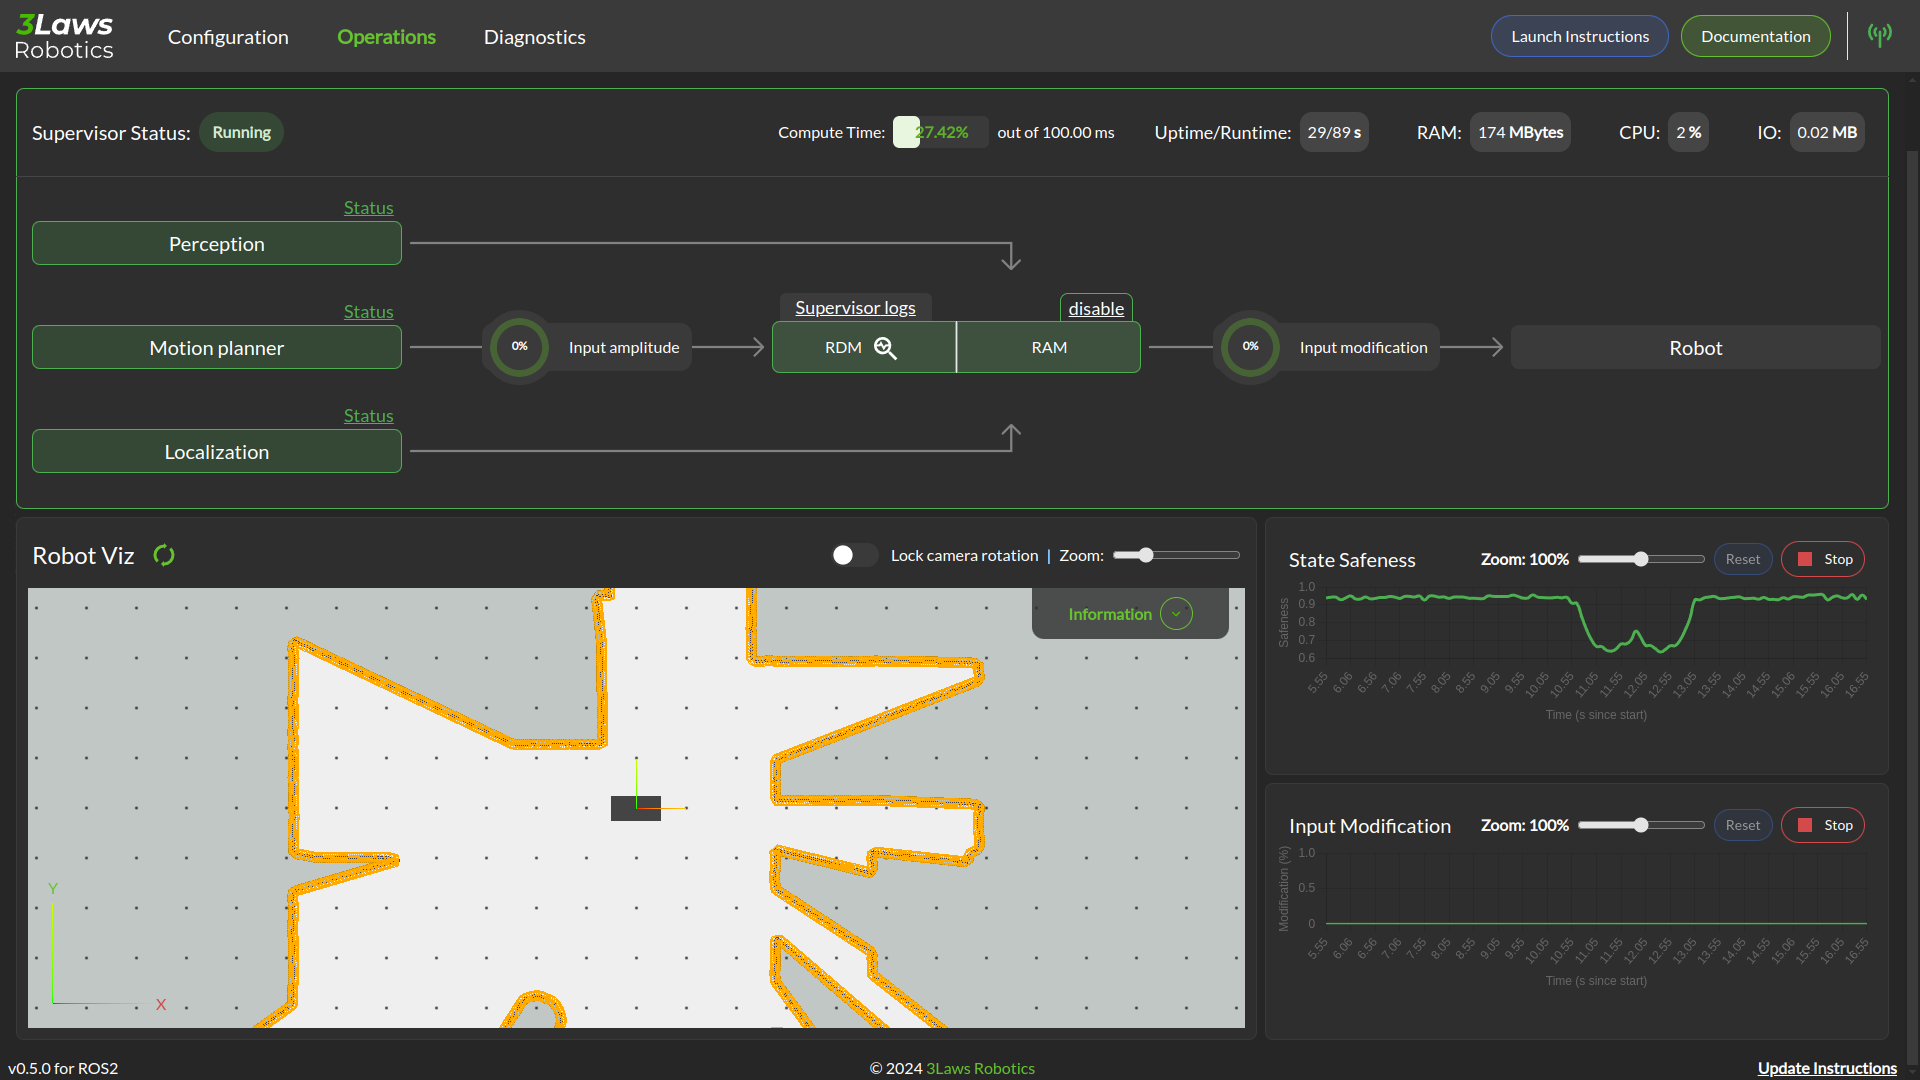 3Laws
Robotics
Configuration
Operations
Diagnostics
Launch Instructions
Documentation
Supervisor Status: Running
Compute Time: 27.42% out of 100.00 ms
Uptime/Runtime: 29/89 s
RAM: 174 MBytes
CPU: 2 %
IO: 0.02 MB
Status
Perception
Status
Motion planner
0%
Input amplitude
Supervisor logs
disable
RDM
RAM
0%
Input modification
Robot
Status
Localization
Robot Viz
Lock camera rotation | Zoom:
Information
Y
X
State Safeness
Zoom: 100%
Reset
Stop
Safeness
1.0
0.9
0.8
0.7
0.6
5.55 6.06 6.56 7.06 7.55 8.05 8.55 9.05 9.55 10.05 10.55 11.05 11.55 12.05 12.55 13.05 13.55 14.05 14.55 15.06 15.55 16.05 16.55
Time (s since start)
Input Modification
Zoom: 100%
Reset
Stop
Modification (%)
1.0
0.5
0
5.55 6.06 6.56 7.06 7.55 8.05 8.55 9.05 9.55 10.05 10.55 11.05 11.55 12.05 12.55 13.05 13.55 14.05 14.55 15.06 15.55 16.05 16.55
Time (s since start)
v0.5.0 for ROS2
© 2024 3Laws Robotics
Update Instructions